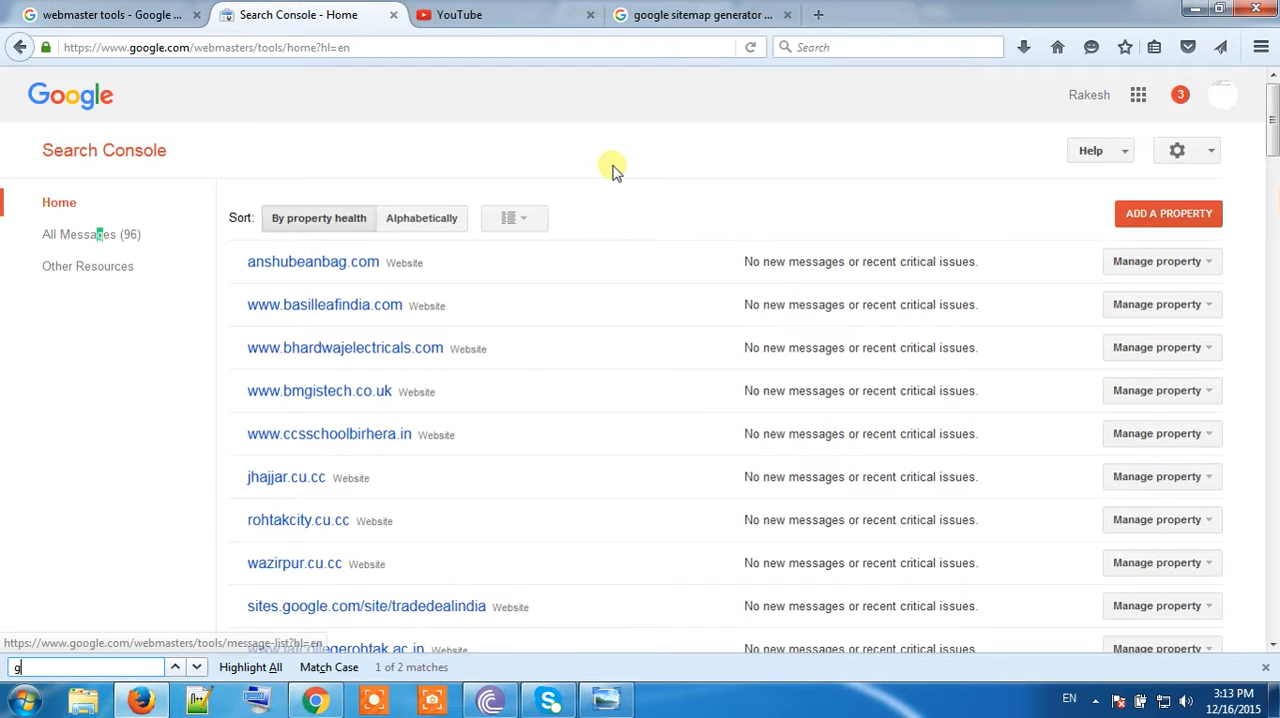 webmaster tools - Google ...
Search Console - Home
YouTube
google sitemap generator ...
https://www.google.com/webmasters/tools/home?hl=en
Search
Google
Rakesh
3
Search Console
Help
Home
All Messages (96)
Other Resources
Sort:
By property health
Alphabetically
ADD A PROPERTY
anshubeanbag.com Website No new messages or recent critical issues. Manage property
www.basilleafindia.com Website No new messages or recent critical issues. Manage property
www.bhardwajelectricals.com Website No new messages or recent critical issues. Manage property
www.bmgistech.co.uk Website No new messages or recent critical issues. Manage property
www.ccsschoolbirhera.in Website No new messages or recent critical issues. Manage property
jhajjar.cu.cc Website No new messages or recent critical issues. Manage property
rohtakcity.cu.cc Website No new messages or recent critical issues. Manage property
wazirpur.cu.cc Website No new messages or recent critical issues. Manage property
sites.google.com/site/tradedealindia Website No new messages or recent critical issues. Manage property
Website No new messages or recent critical issues. Manage property
https://www.google.com/webmasters/tools/message-list?hl=en
g
Highlight All
Match Case
1 of 2 matches
EN
3:13 PM
12/16/2015